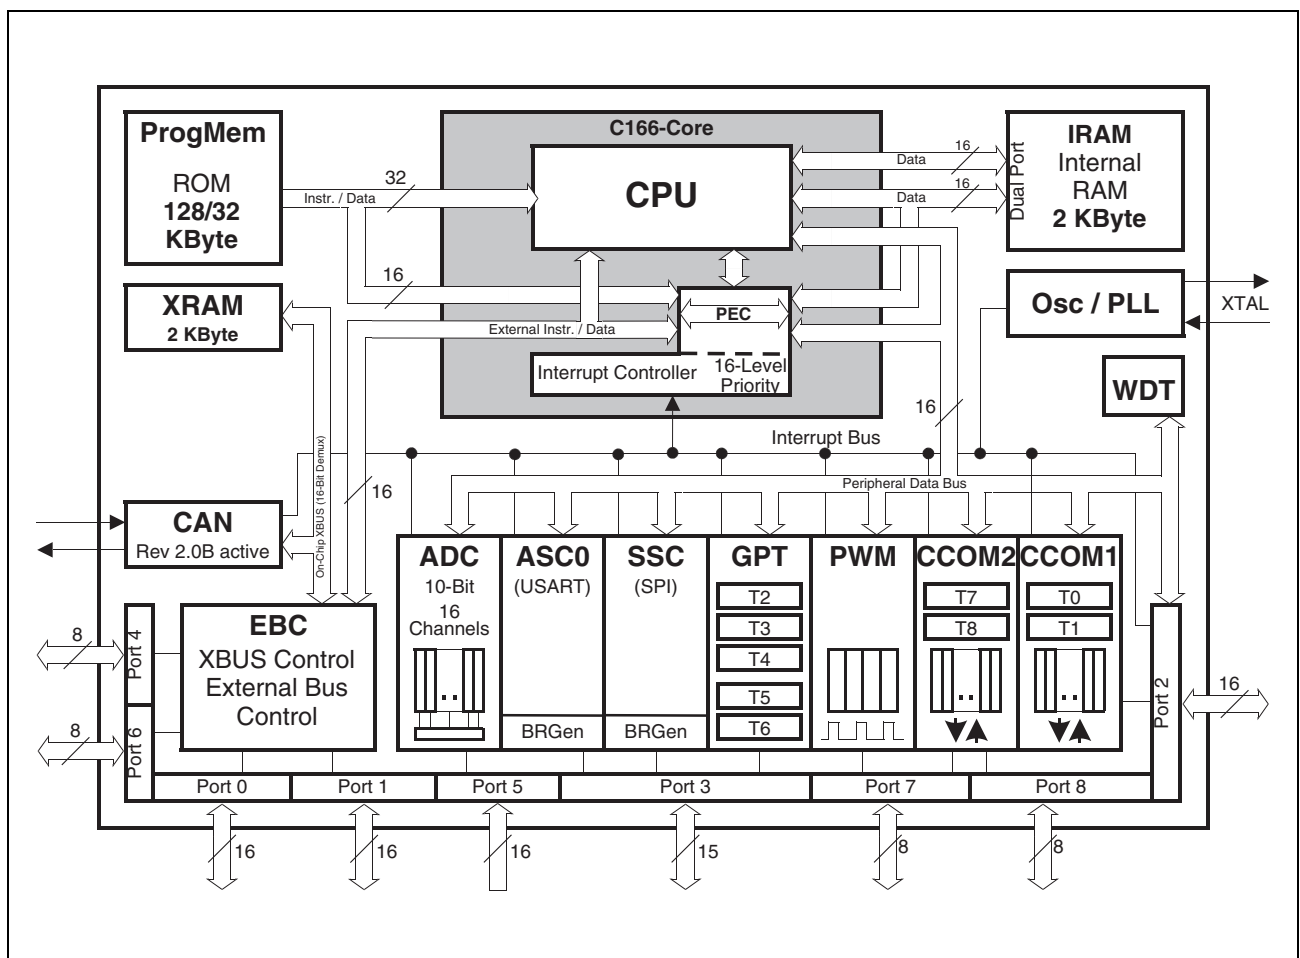 ProgMem
ROM
128/32
KByte
C166-Core
CPU
IRAM
Internal
RAM
2 KByte
Dual Port
32
Instr. / Data
16
Data
16
Data
16
XRAM
2 KByte
PEC
External Instr. / Data
Interrupt Controller
16-Level
Priority
Osc / PLL
XTAL
WDT
16
Interrupt Bus
Peripheral Data Bus
On-Chip XBUS (16-Bit Demux)
16
CAN
Rev 2.0B active
EBC
XBUS Control
External Bus
Control
ADC
10-Bit
16
Channels
ASC0
(USART)
BRGen
SSC
(SPI)
BRGen
GPT
T2
T3
T4
T5
T6
PWM
CCOM2
T7
T8
CCOM1
T0
T1
8
Port 4
8
Port 6
Port 2
16
Port 0
Port 1
Port 5
Port 3
Port 7
Port 8
16
16
16
15
8
8